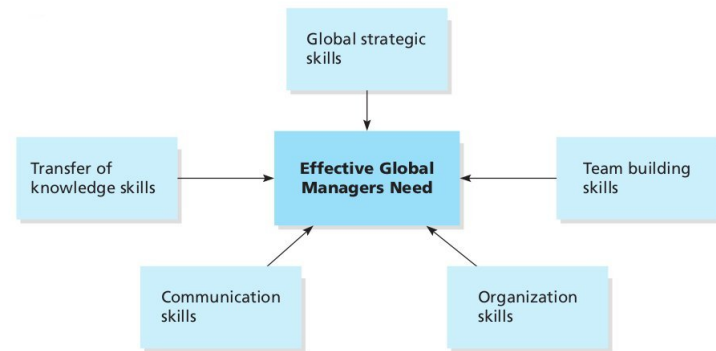 Global strategic
skills
Transfer of
knowledge skills
Effective Global
Managers Need
Team building
skills
Communication
skills
Organization
skills